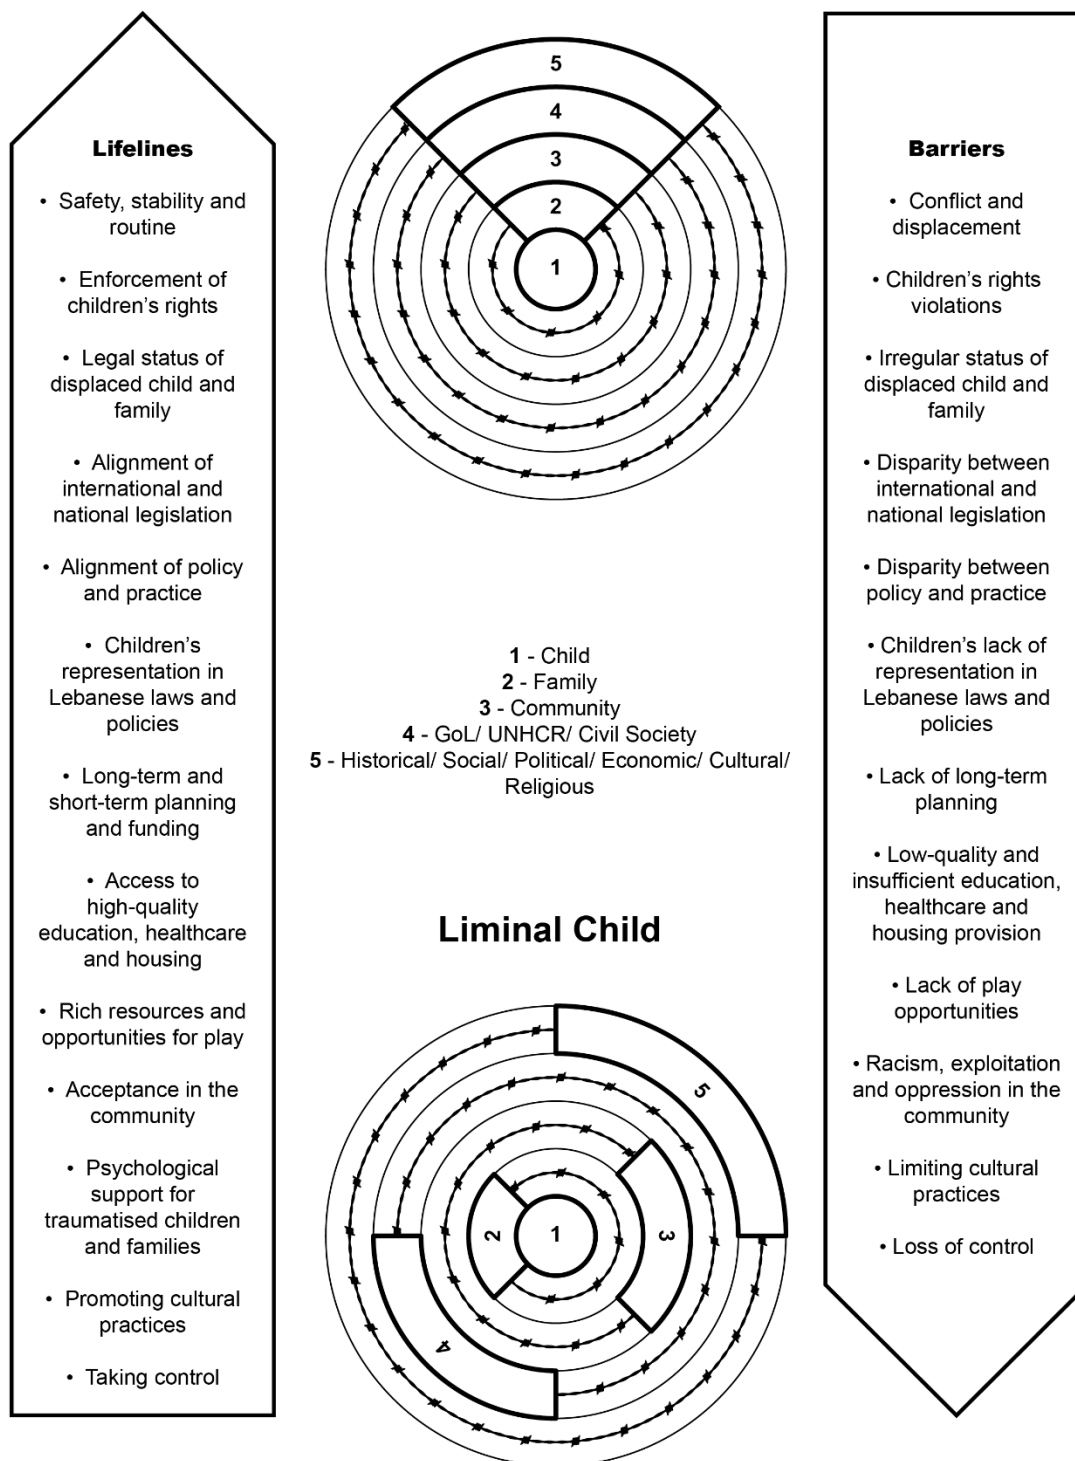 Lifelines
• Safety, stability and
routine
• Enforcement of
children's rights
• Legal status of
displaced child and
family
• Alignment of
international and
national legislation
• Alignment of policy
and practice
• Children's
representation in
Lebanese laws and
policies
• Long-term and
short-term planning
and funding
• Access to
high-quality
education, healthcare
and housing
• Rich resources and
opportunities for play
• Acceptance in the
community
• Psychological
support for
traumatised children
and families
• Promoting cultural
practices
• Taking control
5
4
3
2
1
1 - Child
2 - Family
3 - Community
4 - GoL/ UNHCR/ Civil Society
5 - Historical/ Social/ Political/ Economic/ Cultural/
Religious
Liminal Child
5
2
1
3
4
Barriers
• Conflict and
displacement
• Children's rights
violations
• Irregular status of
displaced child and
family
• Disparity between
international and
national legislation
• Disparity between
policy and practice
• Children's lack of
representation in
Lebanese laws and
policies
• Lack of long-term
planning
• Low-quality and
insufficient education,
healthcare and
housing provision
• Lack of play
opportunities
• Racism, exploitation
and oppression in the
community
• Limiting cultural
practices
• Loss of control